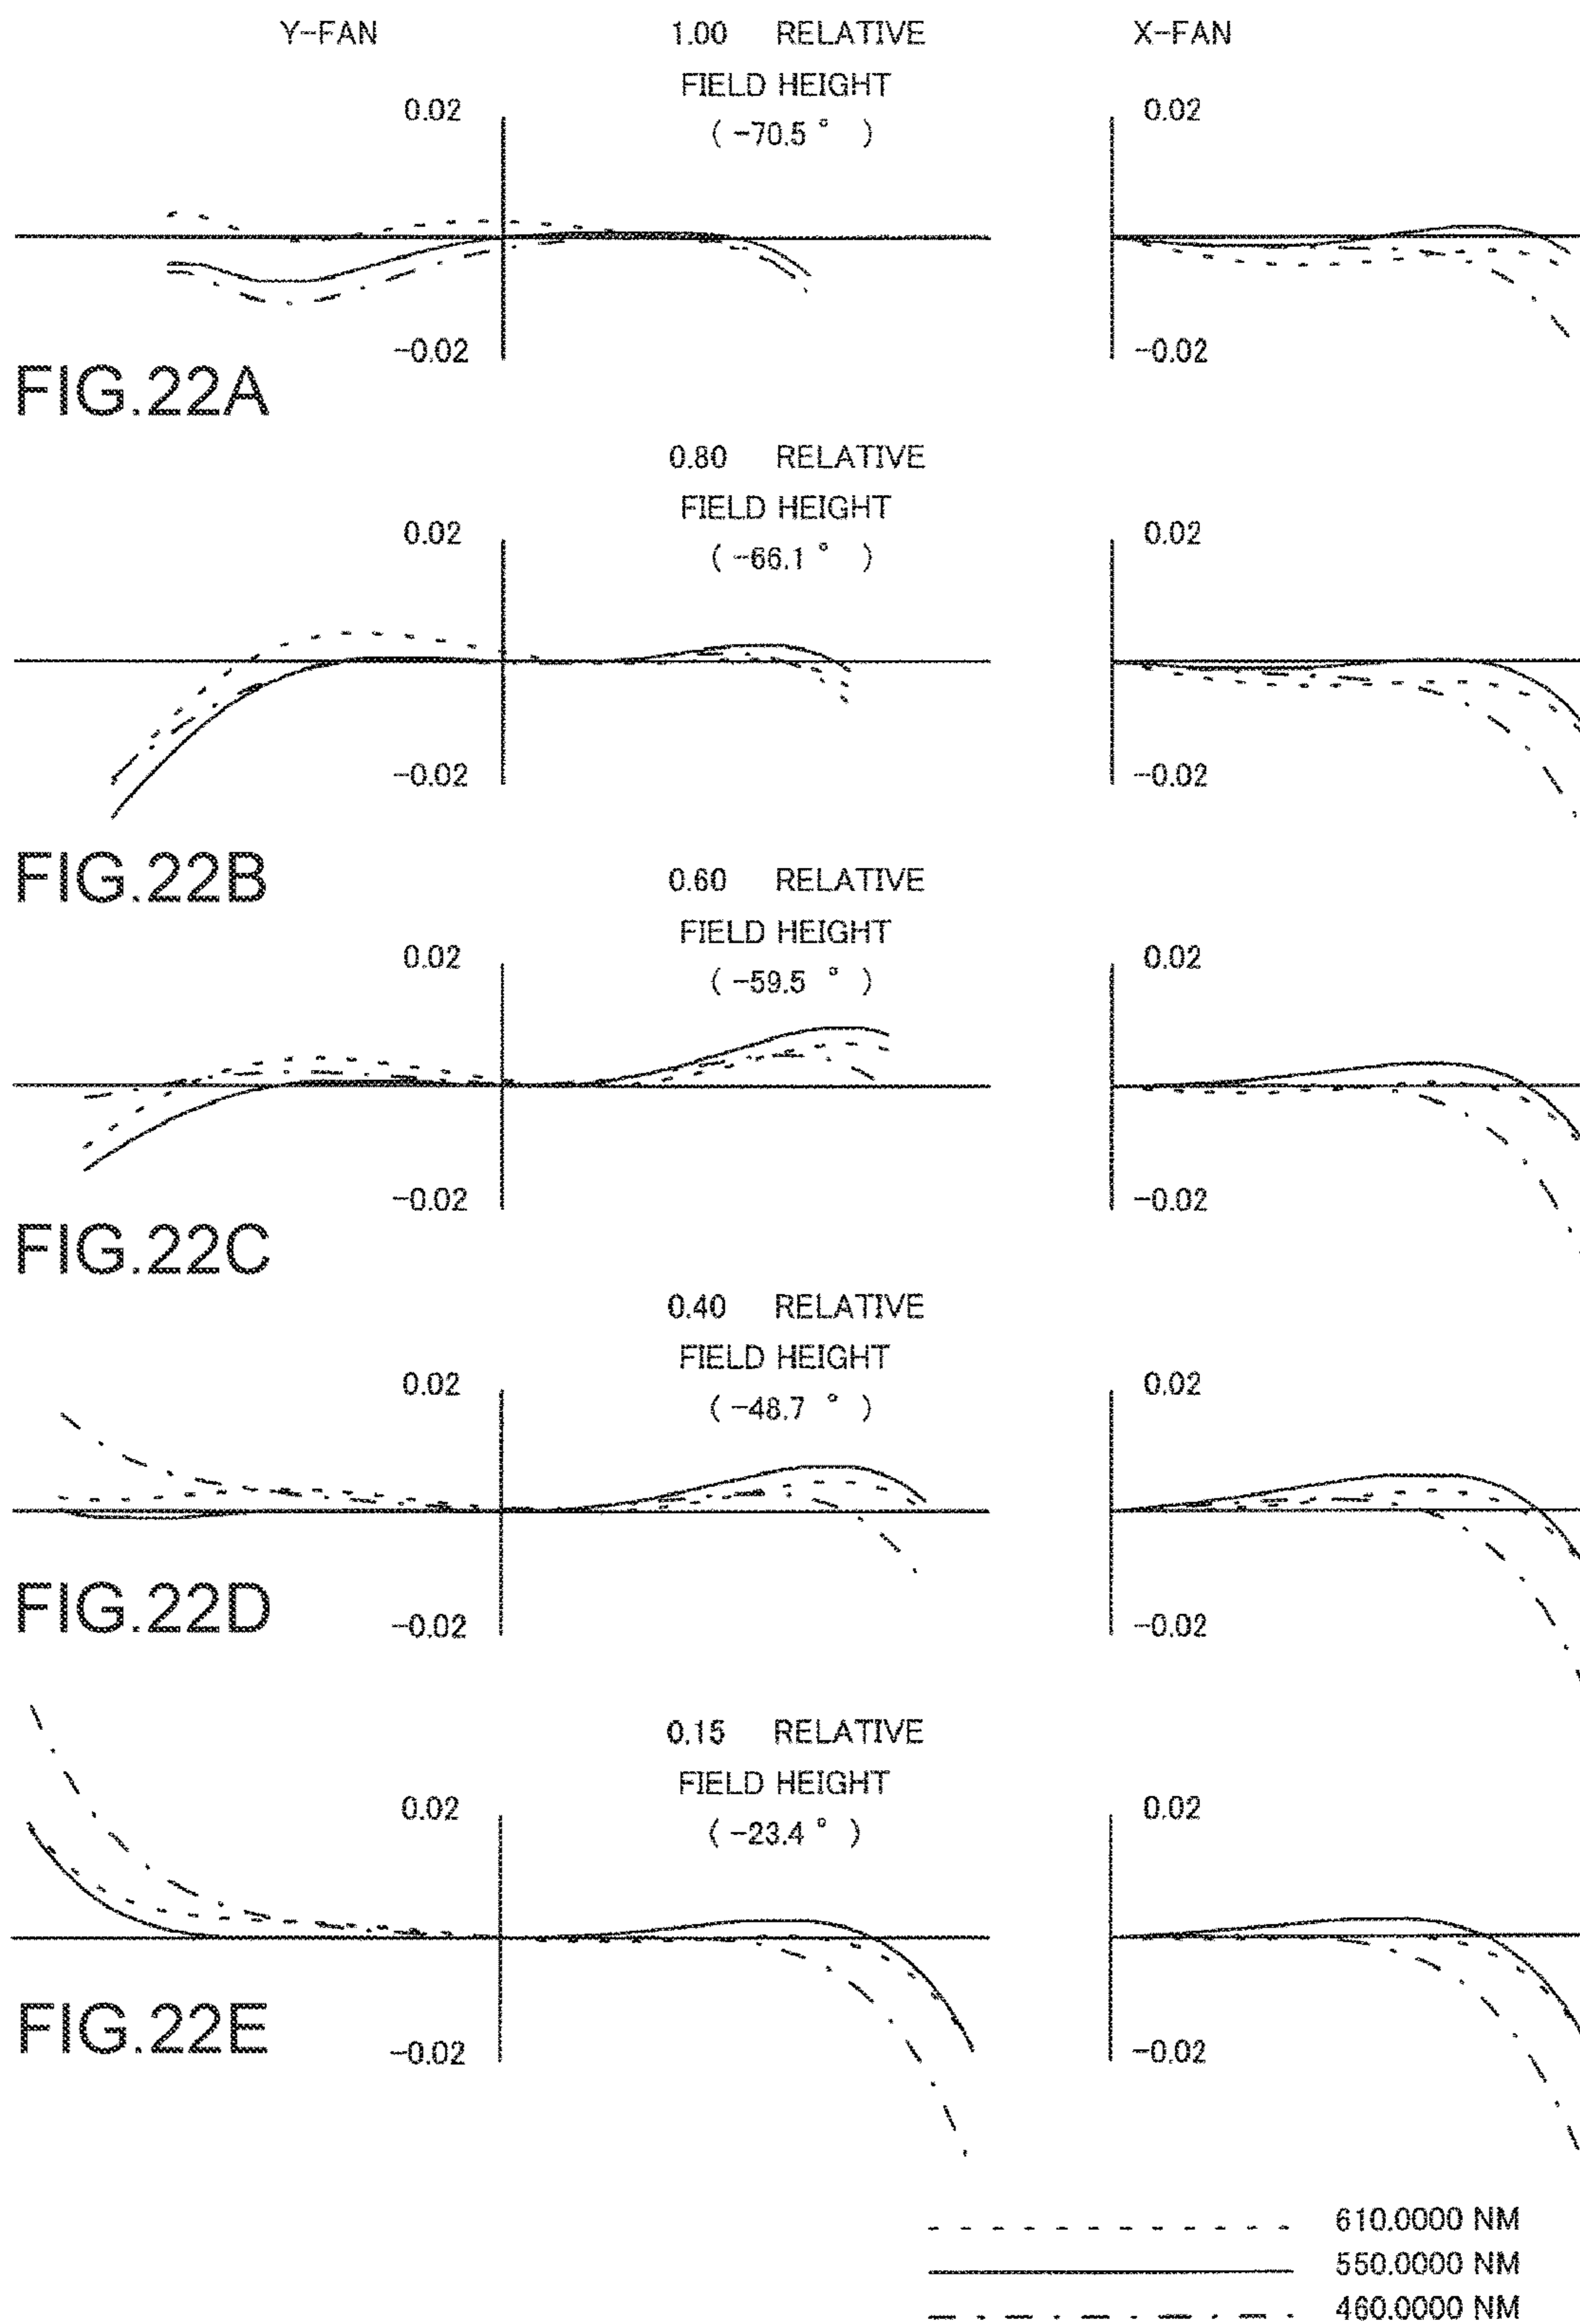 Y-FAN 1.00 RELATIVE X-FAN
FIELD HEIGHT
0.02 ( -70.5 ° ) 0.02
-0.02 -0.02
FIG.22A
0.80 RELATIVE
FIELD HEIGHT
0.02 ( -66.1 ° ) 0.02
-0.02 -0.02
FIG.22B
0.60 RELATIVE
FIELD HEIGHT
0.02 ( -59.5 ° ) 0.02
-0.02 -0.02
FIG.22C
0.40 RELATIVE
FIELD HEIGHT
0.02 ( -48.7 ° ) 0.02
-0.02 -0.02
FIG.22D
0.15 RELATIVE
FIELD HEIGHT
0.02 ( -23.4 ° ) 0.02
-0.02 -0.02
FIG.22E
610.0000 NM
550.0000 NM
460.0000 NM